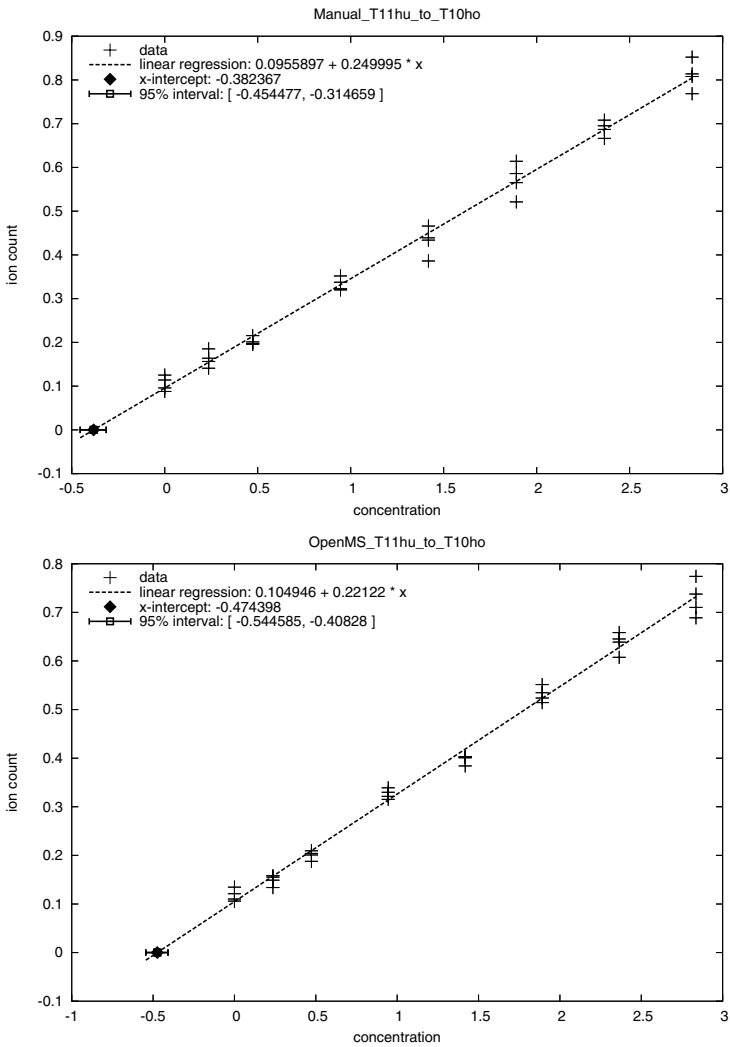 Manual_T11hu_to_T10ho
0.9
0.8
0.7
0.6
0.5
0.4
0.3
0.2
0.1
0
-0.1
ion count
data
linear regression: 0.0955897 + 0.249995 * x
x-intercept: -0.382367
95% interval: [ -0.454477, -0.314659 ]
-0.5 0 0.5 1 1.5 2 2.5 3
concentration
OpenMS_T11hu_to_T10ho
0.8
0.7
0.6
0.5
0.4
0.3
0.2
0.1
0
-0.1
ion count
data
linear regression: 0.104946 + 0.22122 * x
x-intercept: -0.474398
95% interval: [ -0.544585, -0.40828 ]
-1 -0.5 0 0.5 1 1.5 2 2.5 3
concentration